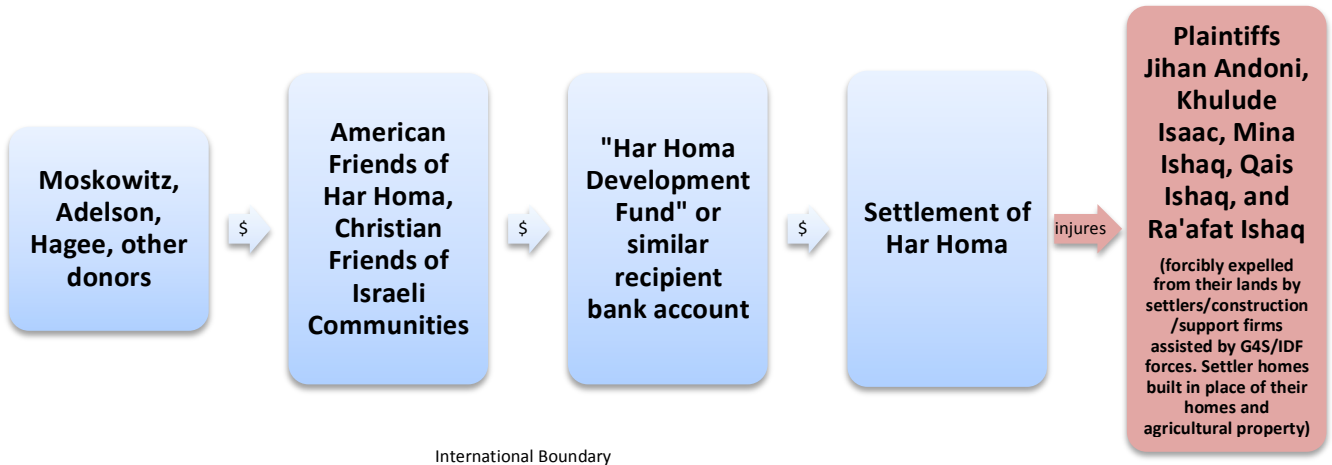 Moskowitz,
Adelson,
Hagee, other
donors
$
American
Friends of
Har Homa,
Christian
Friends of
Israeli
Communities
$
"Har Homa
Development
Fund" or
similar
recipient
bank account
$
Settlement of
Har Homa
injures
Plaintiffs
Jihan Andoni,
Khulude
Isaac, Mina
Ishaq, Qais
Ishaq, and
Ra'afat Ishaq
(forcibly expelled
from their lands by
settlers/construction
/support firms
assisted by G4S/IDF
forces. Settler homes
built in place of their
homes and
agricultural property)
International Boundary